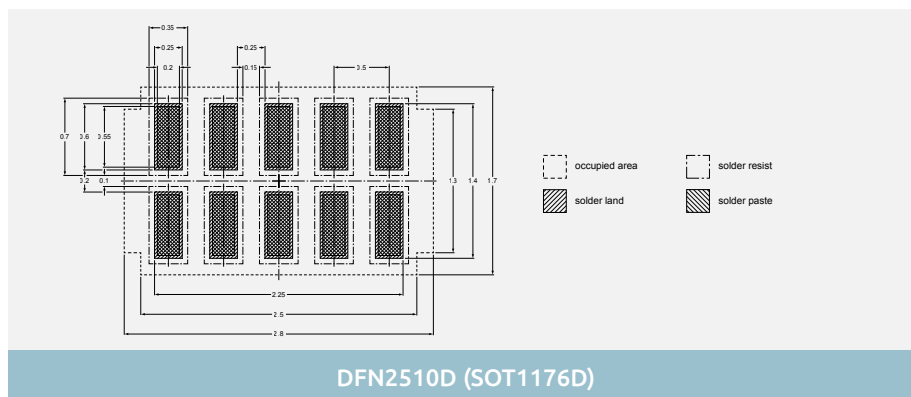 0.35
0.25 0.25
0.2 0.15 0.5
0.7 0.6 0.55
0.2 0.1 1.3 1.4 1.7
2.25
2.5
2.8
occupied area solder resist
solder land solder paste
DFN2510D (SOT1176D)